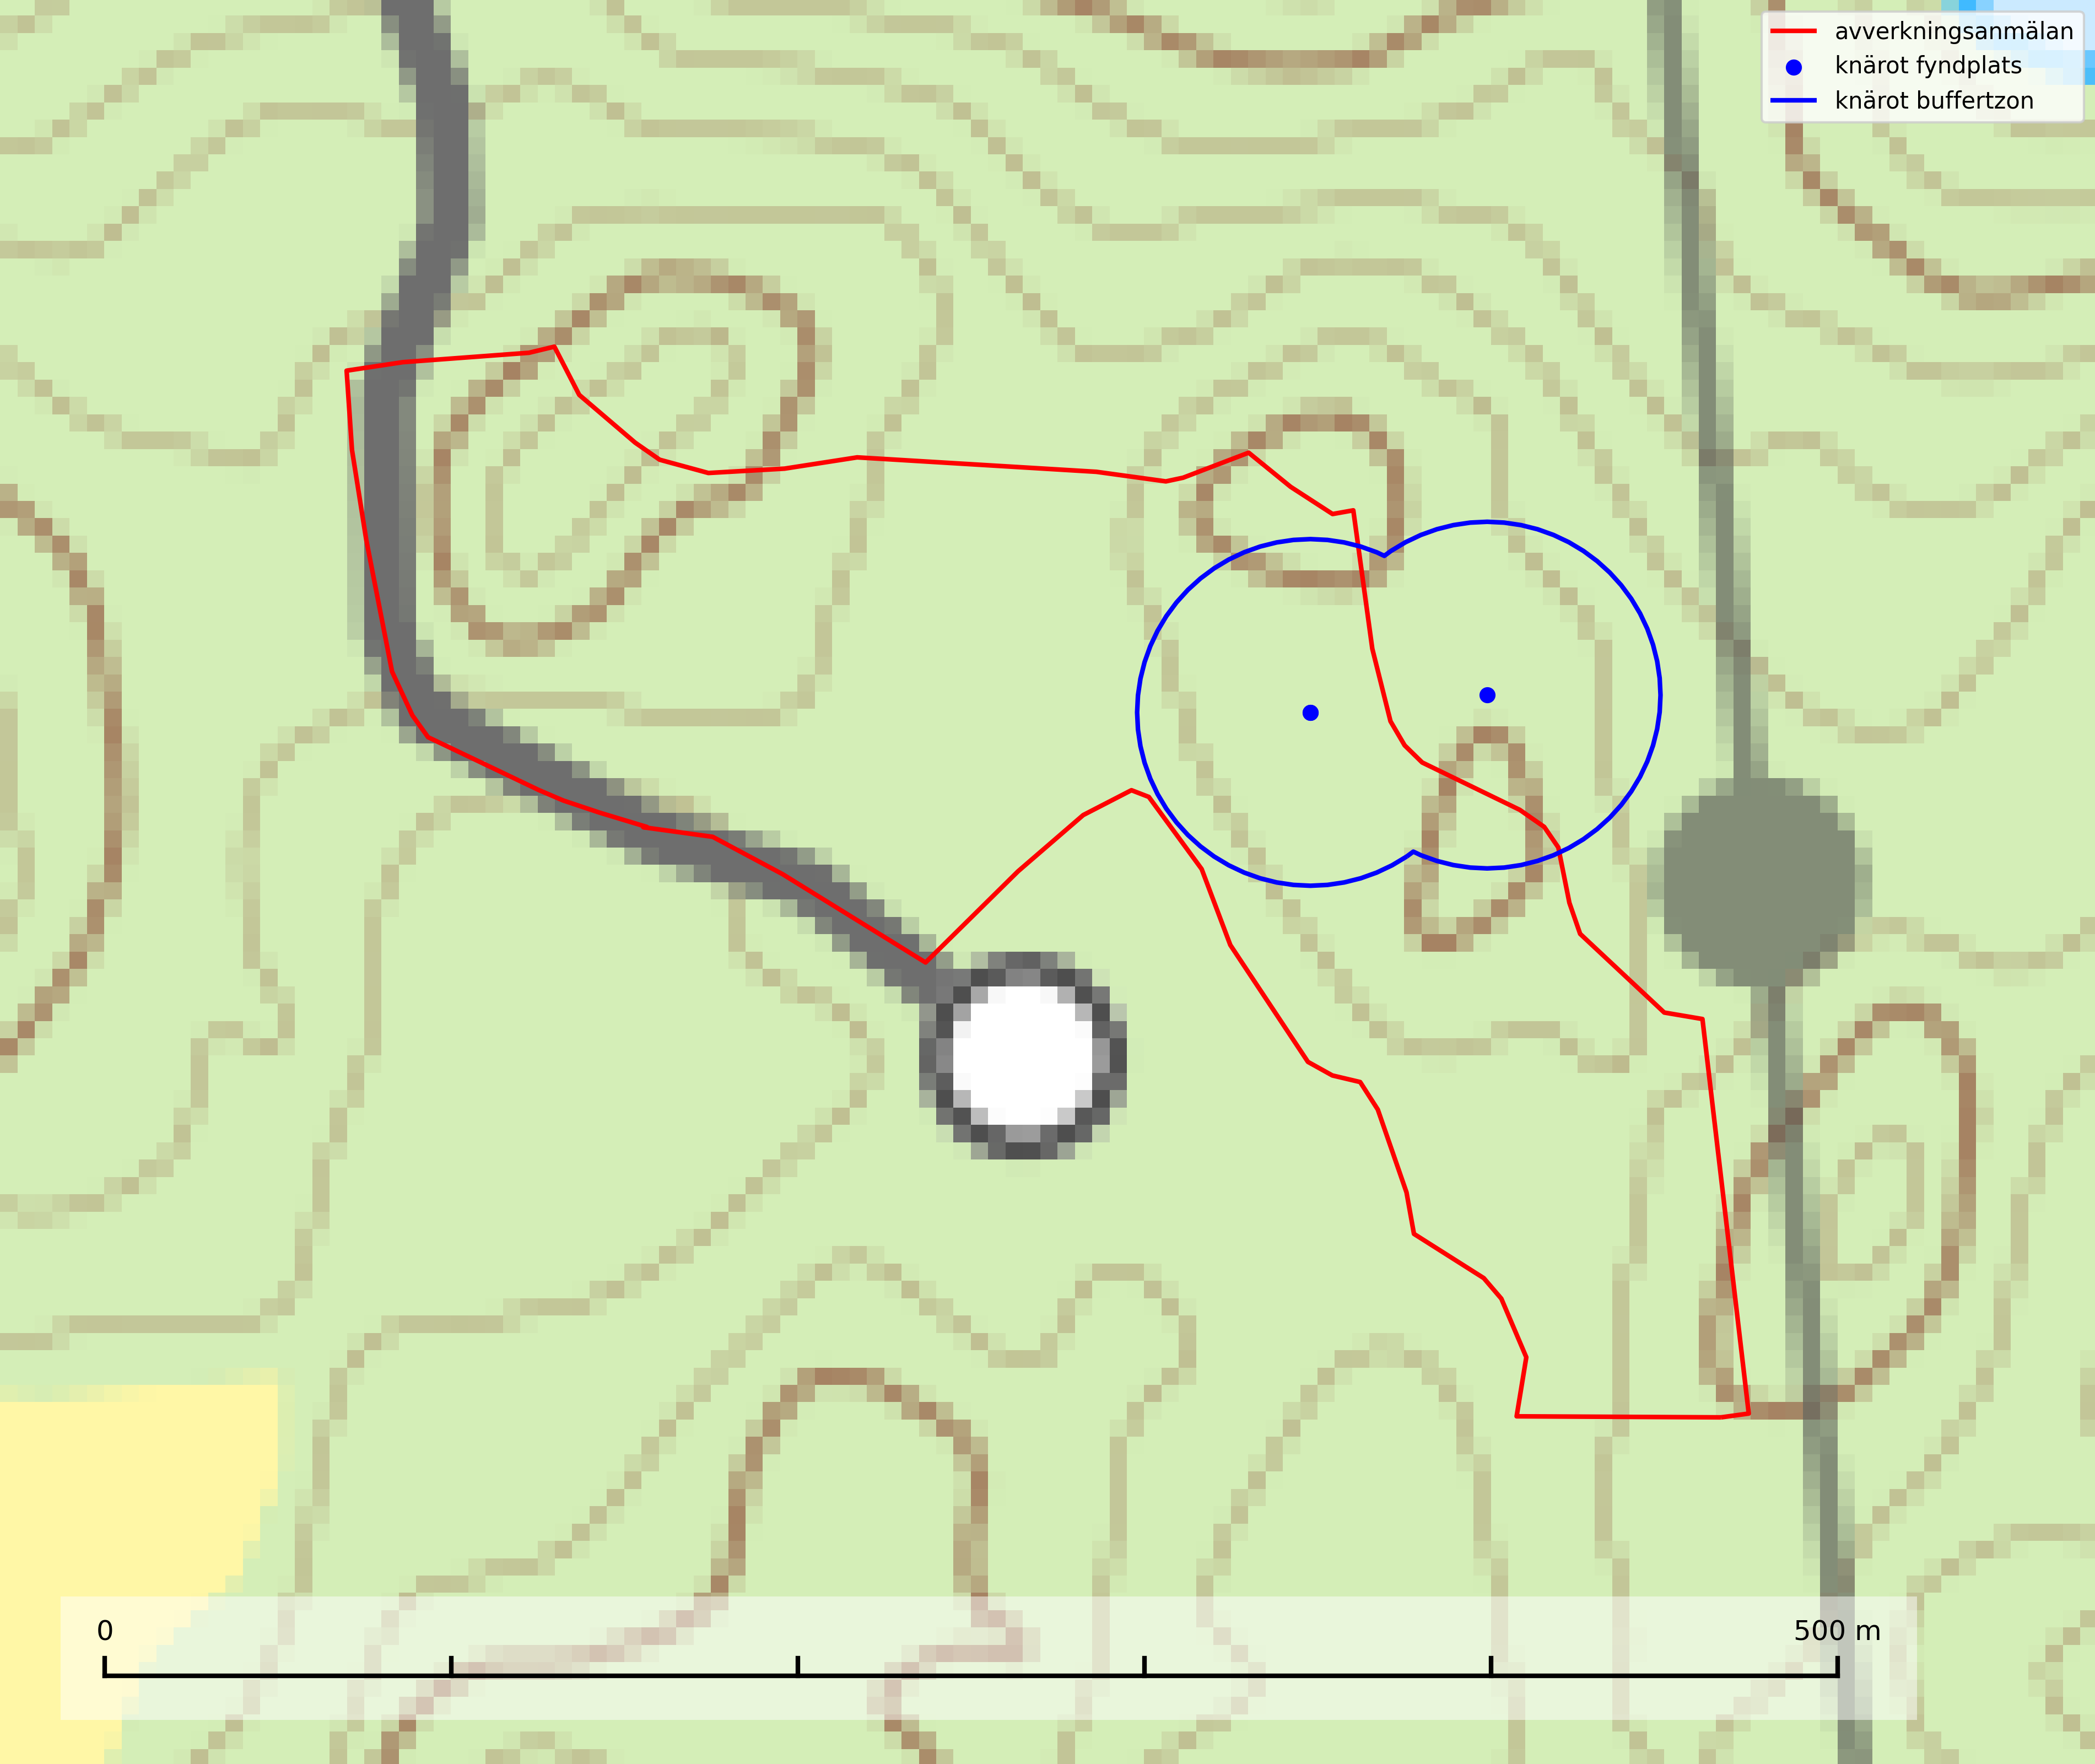 avverkningsanmälan
knärot fyndplats
knärot buffertzon
0
500 m